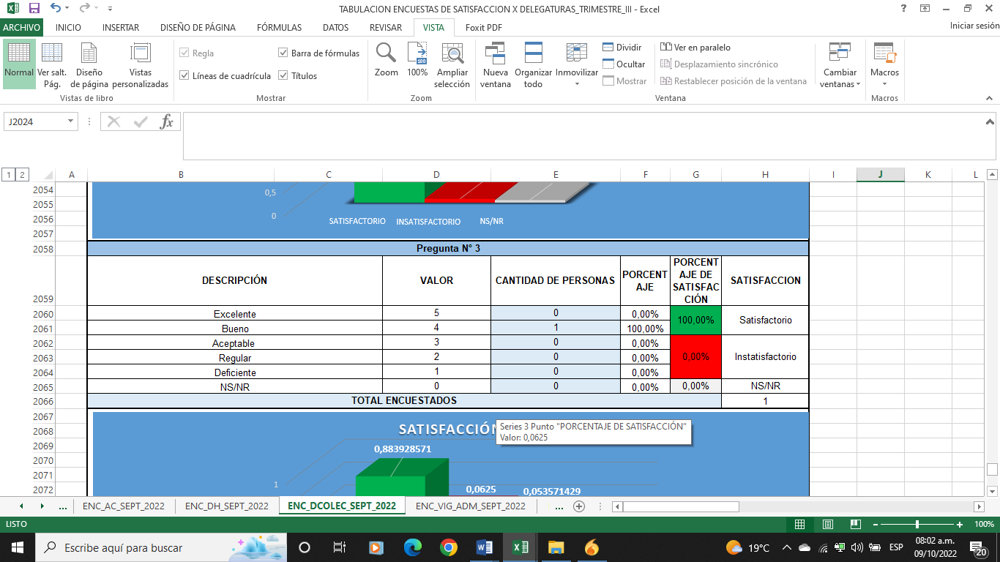 TABULACION ENCUESTAS DE SATISFACCION X DELEGATURAS_TRIMESTRE_III - Excel
ARCHIVO INICIO INSERTAR DISEÑO DE PÁGINA FÓRMULAS DATOS REVISAR VISTA Foxit PDF Iniciar sesión
Normal
Ver salt. Pág.
Diseño de página
Vistas personalizadas
Vistas de libro
Regla
Barra de fórmulas
Líneas de cuadrícula
Títulos
Mostrar
Zoom
100%
Ampliar selección
Zoom
Nueva ventana
Organizar todo
Inmovilizar
Dividir
Ocultar
Mostrar
Ver en paralelo
Desplazamiento sincrónico
Restablecer posición de la ventana
Ventana
Cambiar ventanas
Macros
Macros
J2024
fx
1 2
A B C D E F G H I J K L
2054 0,5
2055
2056 0 SATISFACTORIO INSATISFACTORIO NS/NR
2057
2058 Pregunta N° 3
2059 DESCRIPCIÓN VALOR CANTIDAD DE PERSONAS PORCENT AJE PORCENT AJE DE SATISFAC CIÓN SATISFACCION
2060 Excelente 5 0 0,00% 100,00% Satisfactorio
2061 Bueno 4 1 100,00%
2062 Aceptable 3 0 0,00%
2063 Regular 2 0 0,00% 0,00% Instatisfactorio
2064 Deficiente 1 0 0,00%
2065 NS/NR 0 0 0,00% 0,00% NS/NR
2066 TOTAL ENCUESTADOS 1
2067
2068 SATISFACCIÓN
Series 3 Punto "PORCENTAJE DE SATISFACCIÓN"
Valor: 0,0625
2069 0,883928571
2070
2071
1
2072 0,0625 0,053571429
... ENC_AC_SEPT_2022 ENC_DH_SEPT_2022 ENC_DCOLEC_SEPT_2022 ENC_VIG_ADM_SEPT_2022 ...
LISTO 100%
Escribe aquí para buscar
19°C
ESP
08:02 a.m.
09/10/2022
20